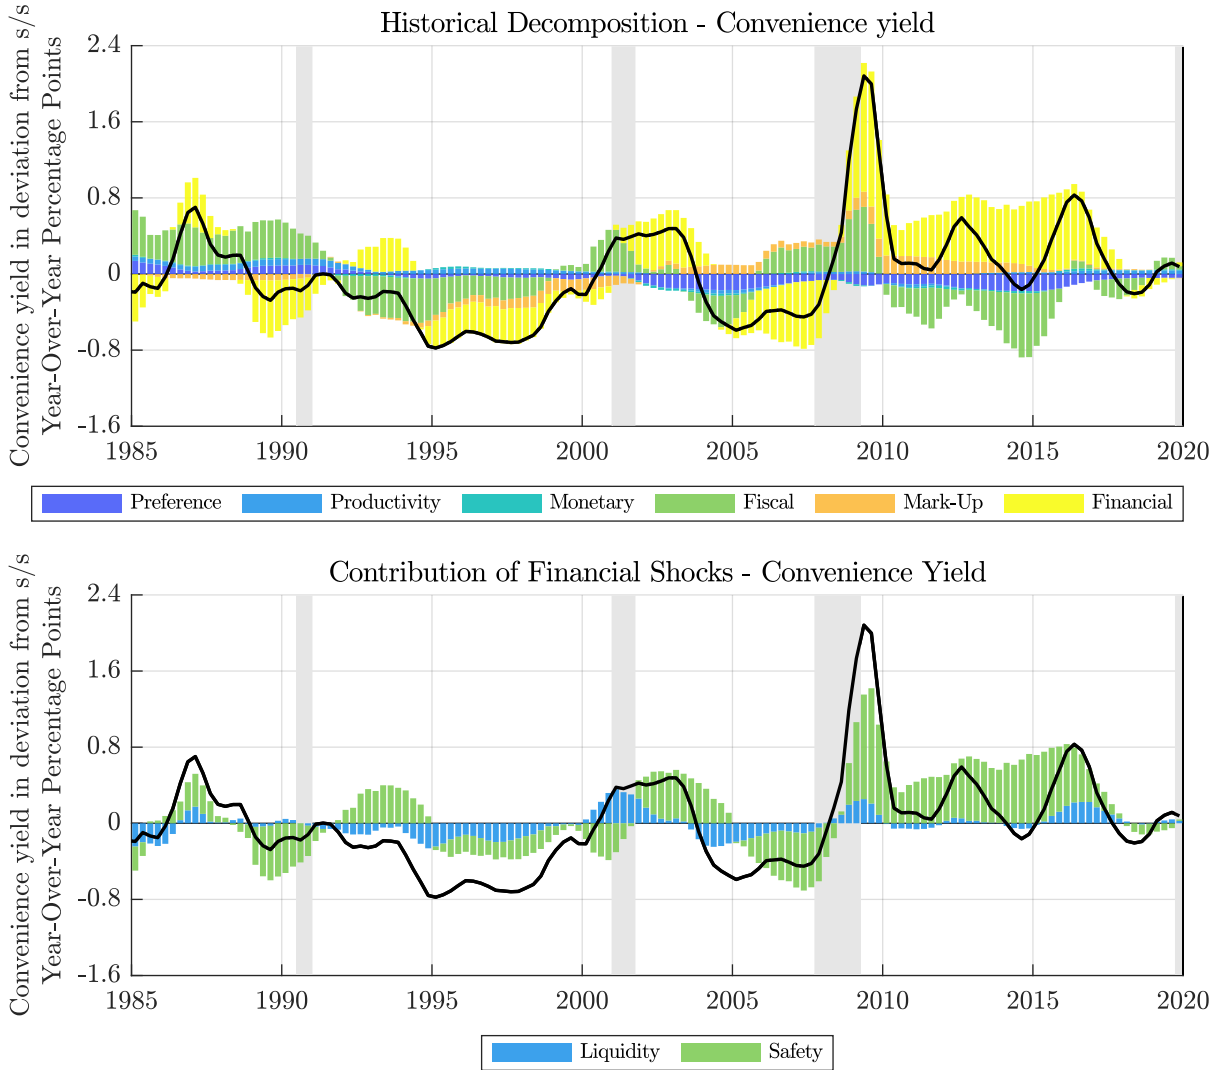 Historical Decomposition - Convenience yield
Convenience yield in deviation from s/s
Year-Over-Year Percentage Points
2.4
1.6
0.8
0
-0.8
-1.6
1985 1990 1995 2000 2005 2010 2015 2020
Preference Productivity Monetary Fiscal Mark-Up Financial
Contribution of Financial Shocks - Convenience Yield
Convenience yield in deviation from s/s
Year-Over-Year Percentage Points
2.4
1.6
0.8
0
-0.8
-1.6
1985 1990 1995 2000 2005 2010 2015 2020
Liquidity Safety